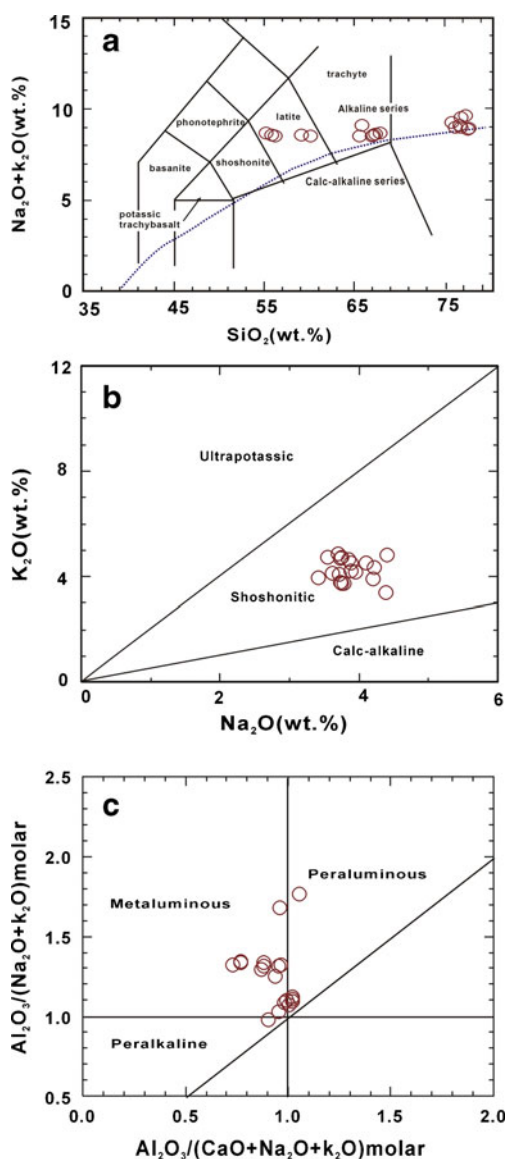 a
15
10
5
0
Na₂O+k₂O(wt.%)
trachyte
Alkaline series
latite
phonotephrite
shoshonite
basanite
Calc-alkaline series
potassic
trachybasalt
35 45 55 65 75
SiO₂(wt.%)
b
12
8
4
0
K₂O(wt.%)
Ultrapotassic
Shoshonitic
Calc-alkaline
0 2 4 6
Na₂O(wt.%)
c
2.5
2.0
1.5
1.0
0.5
Al₂O₃/(Na₂O+k₂O)molar
Peraluminous
Metaluminous
Peralkaline
0.0 0.5 1.0 1.5 2.0
Al₂O₃/(CaO+Na₂O+k₂O)molar